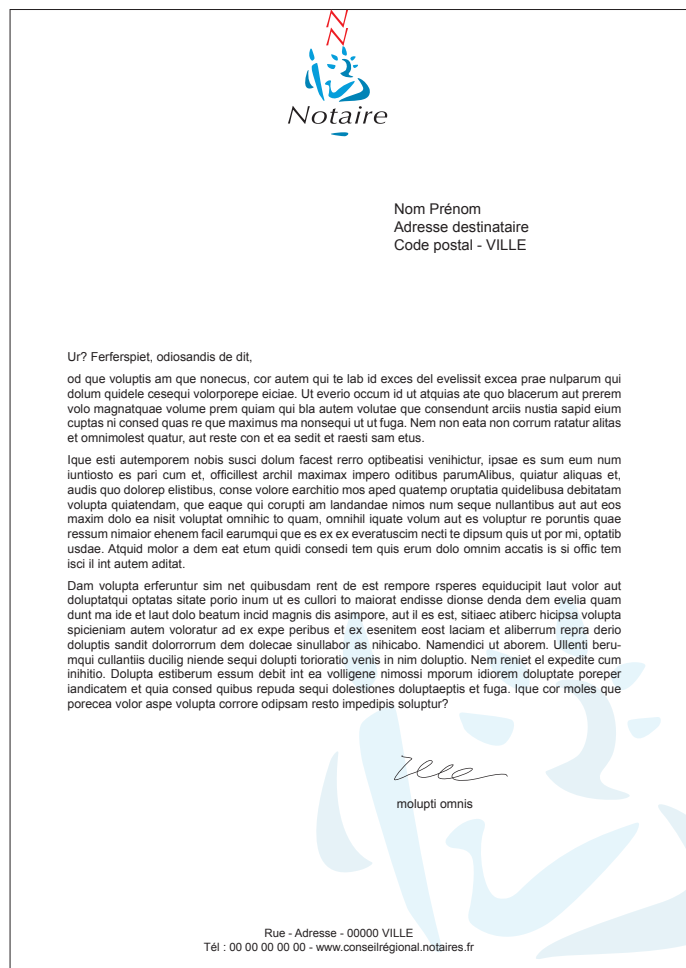 N
N
Notaire
Nom Prénom
Adresse destinataire
Code postal - VILLE
Ur? Ferferspiet, odiosandis de dit,
od que voluptis am que nonecus, cor autem qui te lab id exces del evelissit excea prae nulparum qui
dolum quidele cesequi volorporepe eiciae. Ut everio occum id ut atquias ate quo blacerum aut prerem
volo magnatquae volume prem quiam qui bla autem volutae que consendunt arciis nustia sapid eium
cuptas ni consed quas re que maximus ma nonsequi ut ut fuga. Nem non eata non corrum ratatur alitas
et omnimolest quatur, aut reste con et ea sedit et raesti sam etus.
Ique esti autemporem nobis susci dolum facest rerro optibeatisi venihictur, ipsae es sum eum num
iuntiosto es pari cum et, officillest archil maximax impero oditibus parumAlibus, quiatur aliquas et,
audis quo dolorep elistibus, conse volore earchitio mos aped quatemp oruptatia quidelibusa debitatam
volupta quiatendam, que eaque qui corupti am landandae nimos num seque nullantibus aut aut eos
maxim dolo ea nisit voluptat omnihic to quam, omnihil iquate volum aut es voluptur re poruntis quae
ressum nimaior ehenem facil earumqui que es ex ex everatuscim necti te dipsum quis ut por mi, optatib
usdae. Atquid molor a dem eat etum quidi consedi tem quis erum dolo omnim accatis is si offic tem
isci il int autem aditat.
Dam volupta erferuntur sim net quibusdam rent de est rempore rsperes equiducipit laut volor aut
doluptatqui optatas sitate porio inum ut es cullori to maiorat endisse dionse denda dem evelia quam
dunt ma ide et laut dolo beatum incid magnis dis asimpore, aut il es est, sitiaec atiberc hicipsa volupta
spicieniam autem voloratur ad ex expe peribus et ex esenitem eost laciam et aliberrum repra derio
doluptis sandit dolorrorrum dem dolecae sinullabor as nihicabo. Namendici ut aborem. Ullenti beru-
mqui cullantiis ducilig niende sequi dolupti torioratio venis in nim doluptio. Nem reniet el expedite cum
inihitio. Dolupta estiberum essum debit int ea volligene nimossi mporum idiorem doluptate poreper
iandicatem et quia consed quibus repuda sequi dolestiones doluptaeptis et fuga. Ique cor moles que
porecea volor aspe volupta corrore odipsam resto impedipis soluptur?
molupti omnis
Rue - Adresse - 00000 VILLE
Tél : 00 00 00 00 00 - www.conseilrégional.notaires.fr